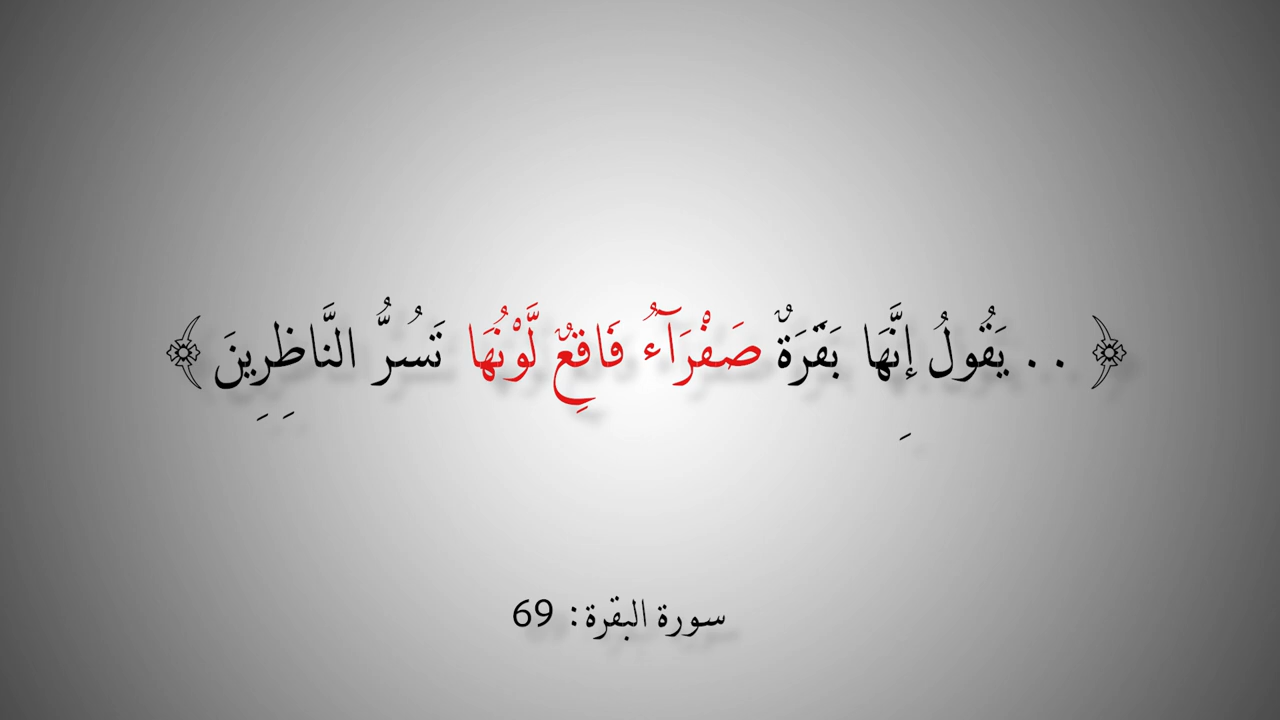 ﴿ . . يَقُولُ إِنَّهَا بَقَرَةٌ صَفْرَآءُ فَاقِعٌ لَّوْنُهَا تَسُرُّ النَّاظِرِينَ ﴾
سورة البقرة: 69